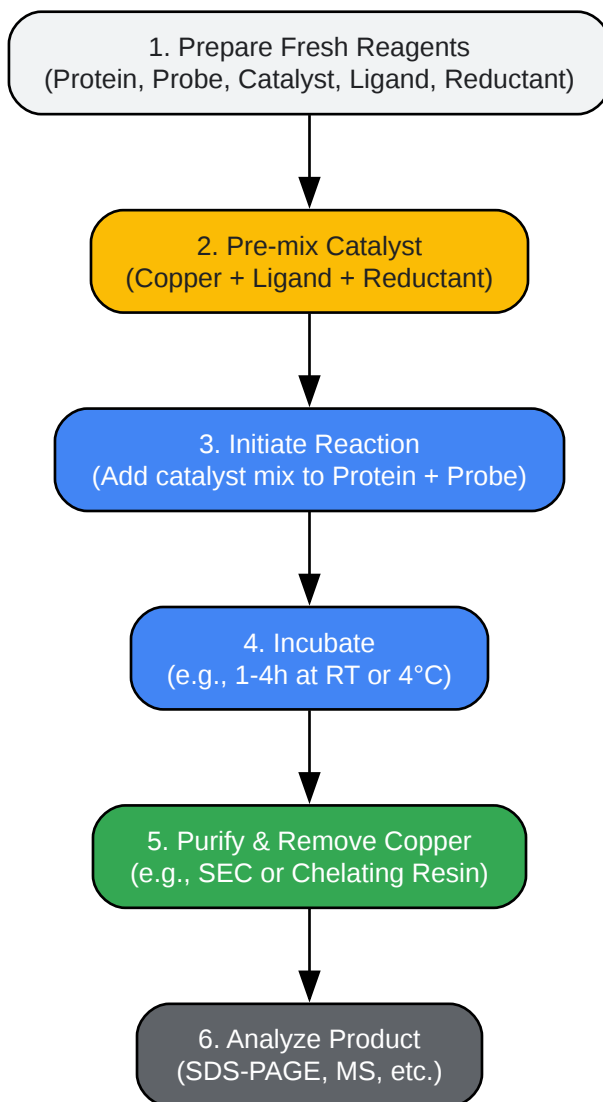 1. Prepare Fresh Reagents
(Protein, Probe, Catalyst, Ligand, Reductant)
2. Pre-mix Catalyst
(Copper + Ligand + Reductant)
3. Initiate Reaction
(Add catalyst mix to Protein + Probe)
4. Incubate
(e.g., 1-4h at RT or 4°C)
5. Purify & Remove Copper
(e.g., SEC or Chelating Resin)
6. Analyze Product
(SDS-PAGE, MS, etc.)